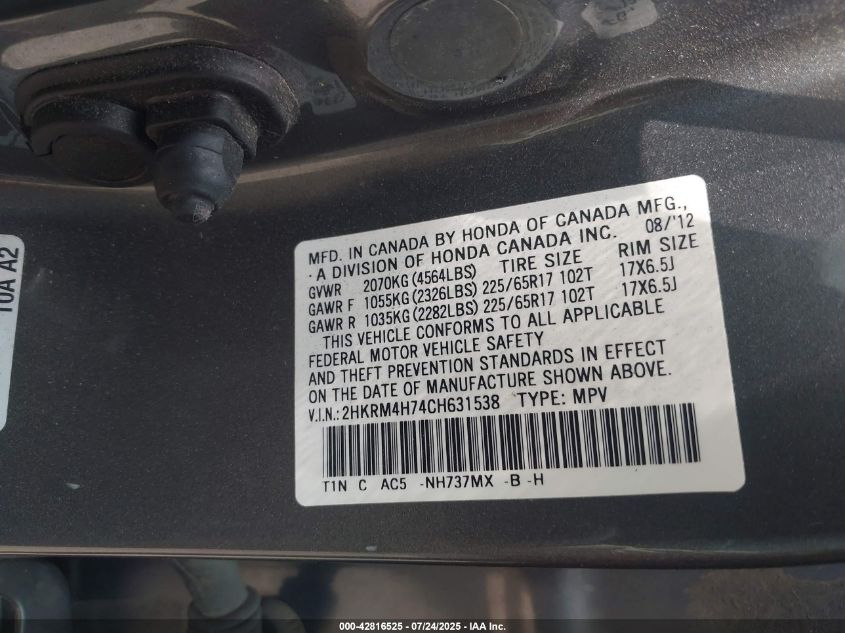 10A A2
MFD. IN CANADA BY HONDA OF CANADA MFG.,
A DIVISION OF HONDA CANADA INC. 08/'12
GVWR 2070KG (4564LBS) TIRE SIZE RIM SIZE
GAWR F 1055KG (2326LBS) 225/65R17 102T 17X6.5J
GAWR R 1035KG (2282LBS) 225/65R17 102T 17X6.5J
THIS VEHICLE CONFORMS TO ALL APPLICABLE
FEDERAL MOTOR VEHICLE SAFETY
AND THEFT PREVENTION STANDARDS IN EFFECT
ON THE DATE OF MANUFACTURE SHOWN ABOVE.
V.I.N.: 2HKRM4H74CH631538 TYPE: MPV
T1N C AC5 -NH737MX -B -H
000-42816525 | 07/24/2025 - IAA Inc.